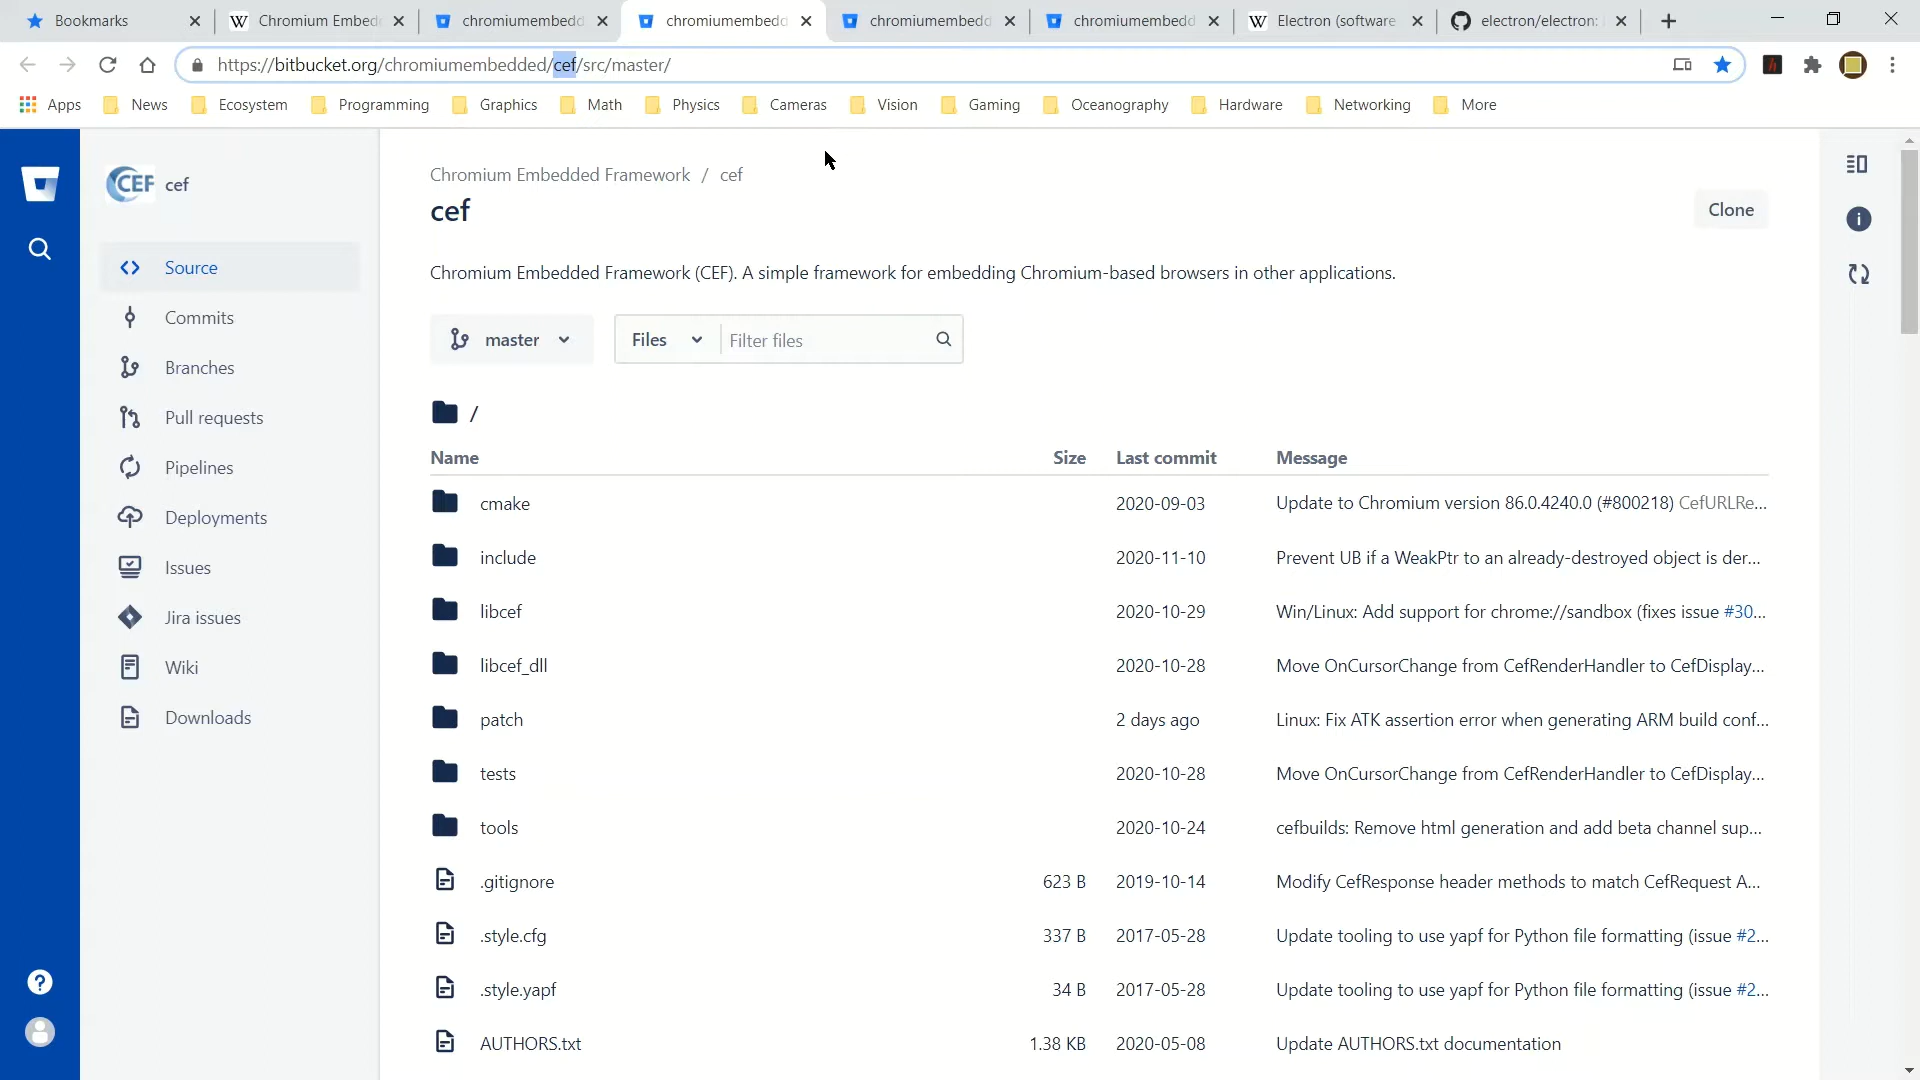 Bookmarks
Chromium Embed
chromiumembedd
chromiumembedd
chromiumembedd
chromiumembedd
Electron (software
electron/electron:
https://bitbucket.org/chromiumembedded/cef/src/master/
Apps News Ecosystem Programming Graphics Math Physics Cameras Vision Gaming Oceanography Hardware Networking More
CEF cef
Source
Commits
Branches
Pull requests
Pipelines
Deployments
Issues
Jira issues
Wiki
Downloads
Chromium Embedded Framework / cef
cef
Clone
Chromium Embedded Framework (CEF). A simple framework for embedding Chromium-based browsers in other applications.
master Files Filter files
/
Name Size Last commit Message
cmake 2020-09-03 Update to Chromium version 86.0.4240.0 (#800218) CefURLRe...
include 2020-11-10 Prevent UB if a WeakPtr to an already-destroyed object is der...
libcef 2020-10-29 Win/Linux: Add support for chrome://sandbox (fixes issue #30...
libcef_dll 2020-10-28 Move OnCursorChange from CefRenderHandler to CefDisplay...
patch 2 days ago Linux: Fix ATK assertion error when generating ARM build conf...
tests 2020-10-28 Move OnCursorChange from CefRenderHandler to CefDisplay...
tools 2020-10-24 cefbuilds: Remove html generation and add beta channel sup...
.gitignore 623 B 2019-10-14 Modify CefResponse header methods to match CefRequest A...
.style.cfg 337 B 2017-05-28 Update tooling to use yapf for Python file formatting (issue #2...
.style.yapf 34 B 2017-05-28 Update tooling to use yapf for Python file formatting (issue #2...
AUTHORS.txt 1.38 KB 2020-05-08 Update AUTHORS.txt documentation